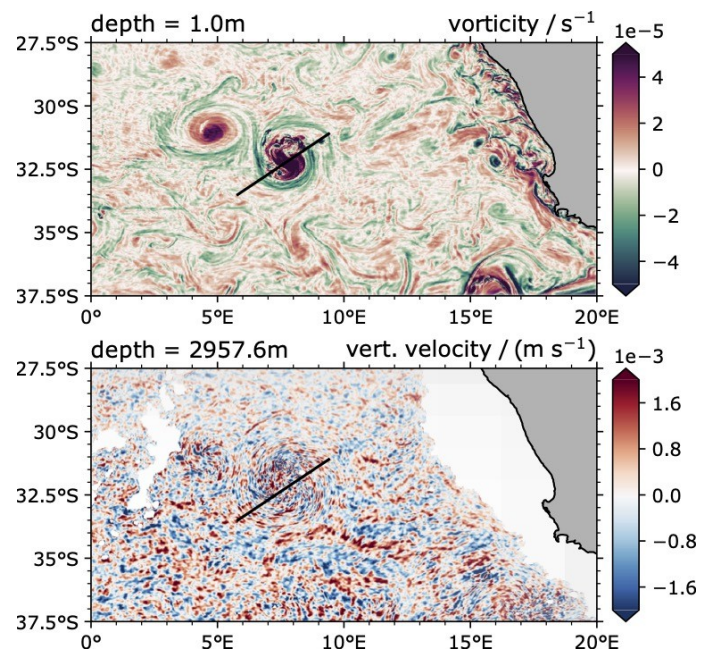 depth = 1.0m vorticity / s⁻¹
1e−5
27.5°S
30°S
32.5°S
35°S
37.5°S
0° 5°E 10°E 15°E 20°E
4
2
0
−2
−4
depth = 2957.6m vert. velocity / (m s⁻¹)
1e−3
27.5°S
30°S
32.5°S
35°S
37.5°S
0° 5°E 10°E 15°E 20°E
1.6
0.8
0.0
−0.8
−1.6